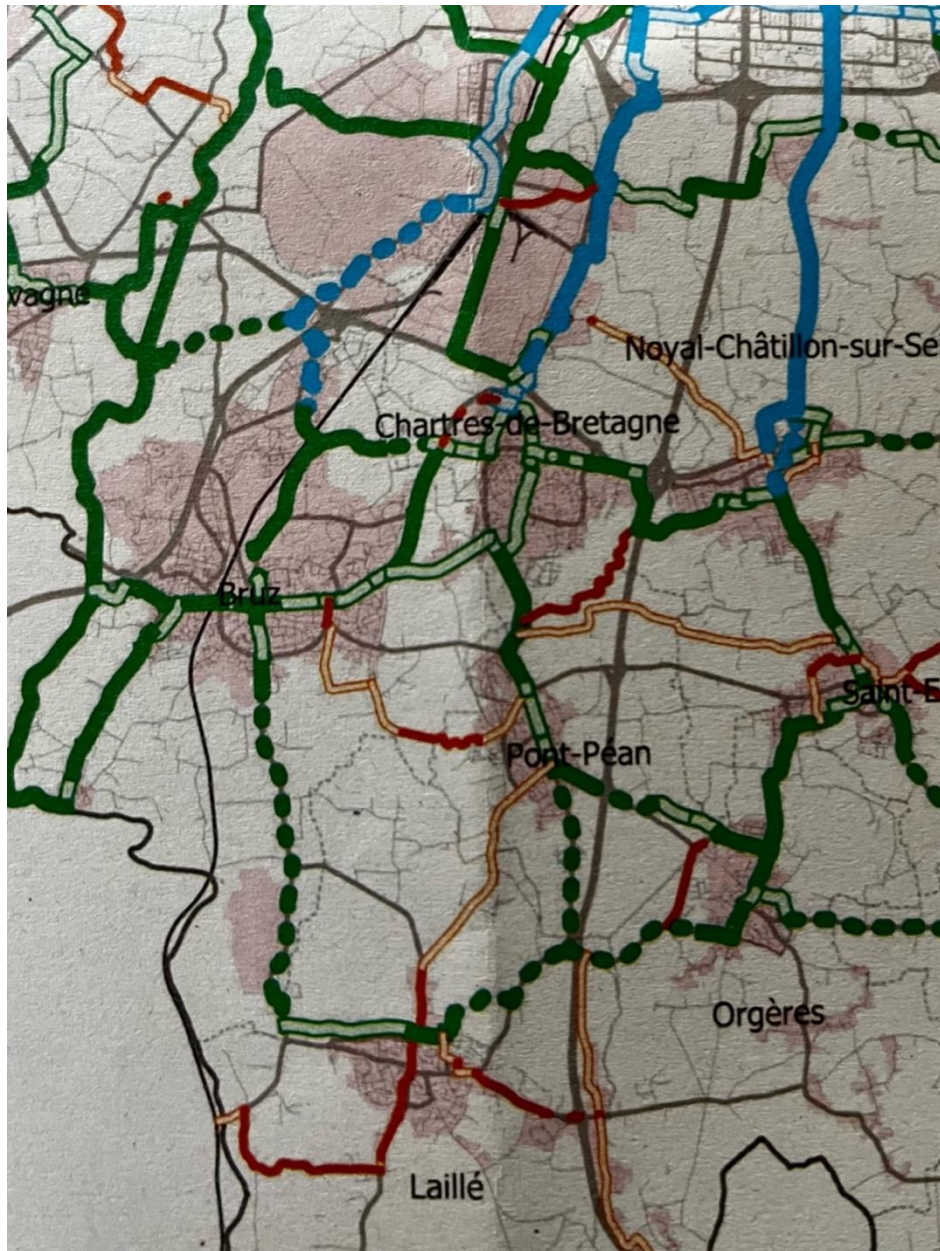 vagne
Noyal-Châtillon-sur-Se
Chartres-de-Bretagne
Bruz
Saint-E
Pont-Péan
Orgères
Laillé